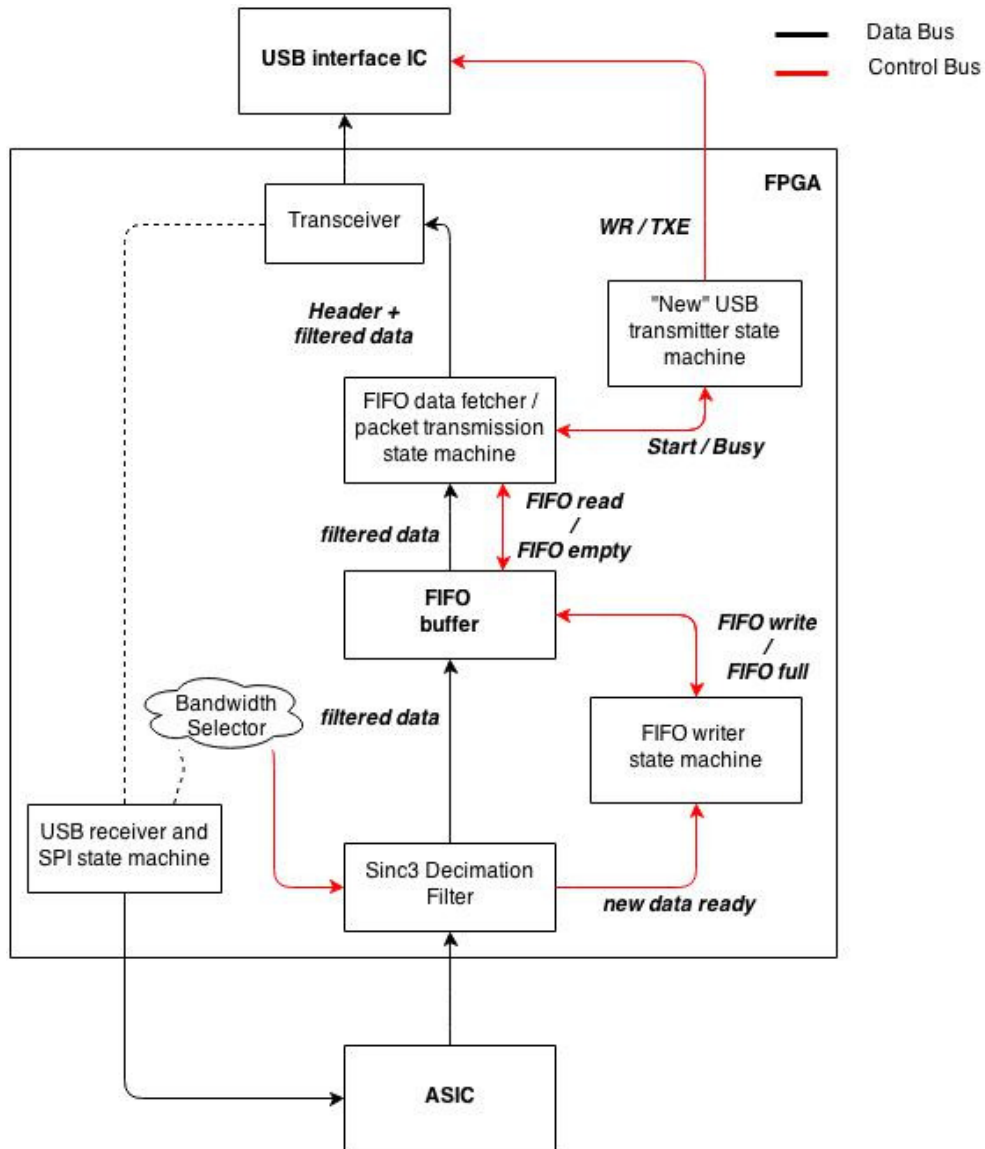 USB interface IC
Data Bus
Control Bus
FPGA
Transceiver
WR / TXE
Header +
filtered data
"New" USB
transmitter state
machine
FIFO data fetcher /
packet transmission
state machine
Start / Busy
filtered data
FIFO read
/
FIFO empty
FIFO
buffer
FIFO write
/
FIFO full
Bandwidth
Selector
filtered data
FIFO writer
state machine
USB receiver and
SPI state machine
Sinc3 Decimation
Filter
new data ready
ASIC